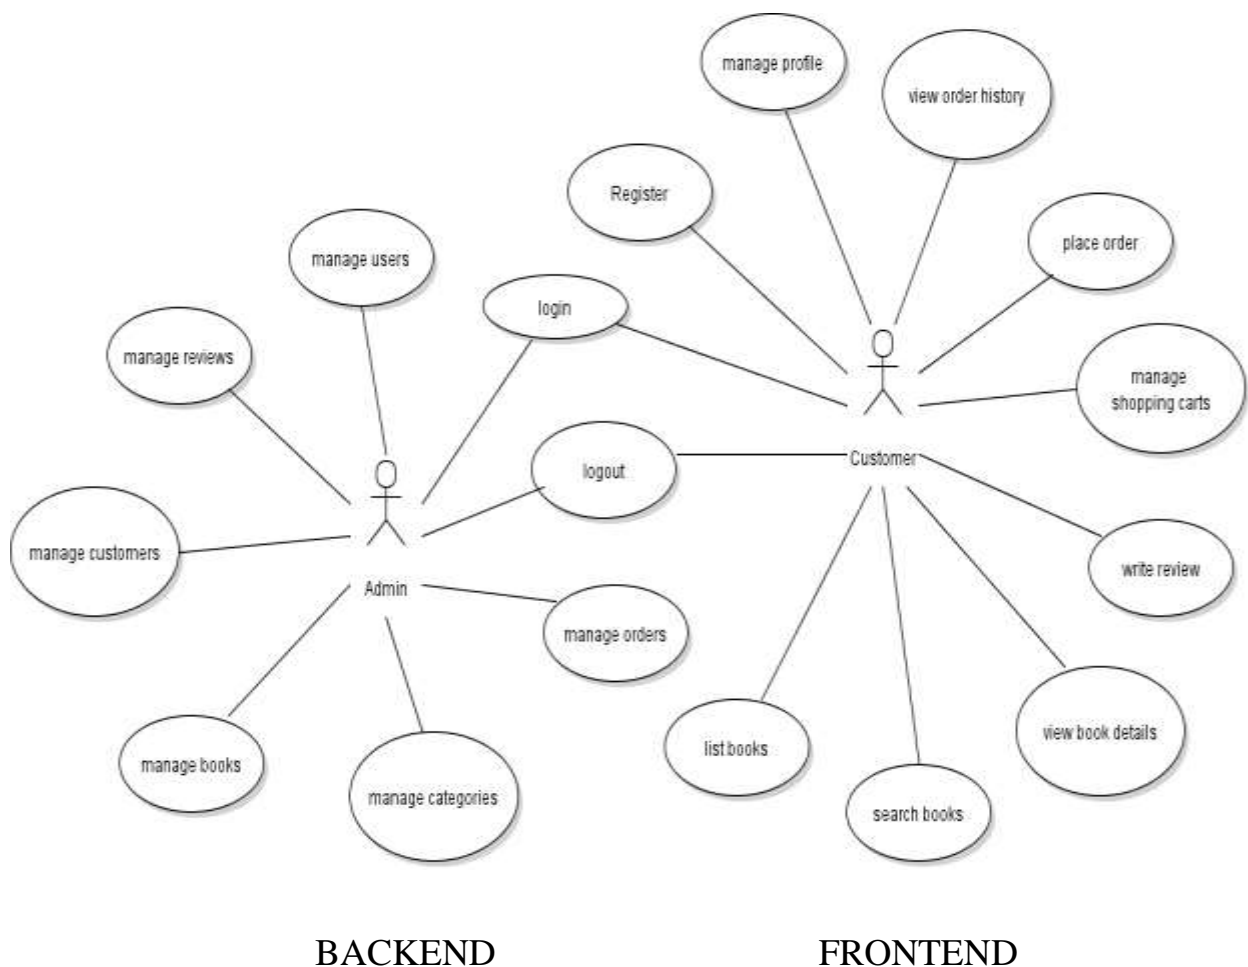 manage profile
view order history
Register
place order
manage users
login
manage reviews
manage
shopping carts
logout
Customer
manage customers
write review
Admin
manage orders
view book details
list books
manage books
manage categories
search books
BACKEND
FRONTEND